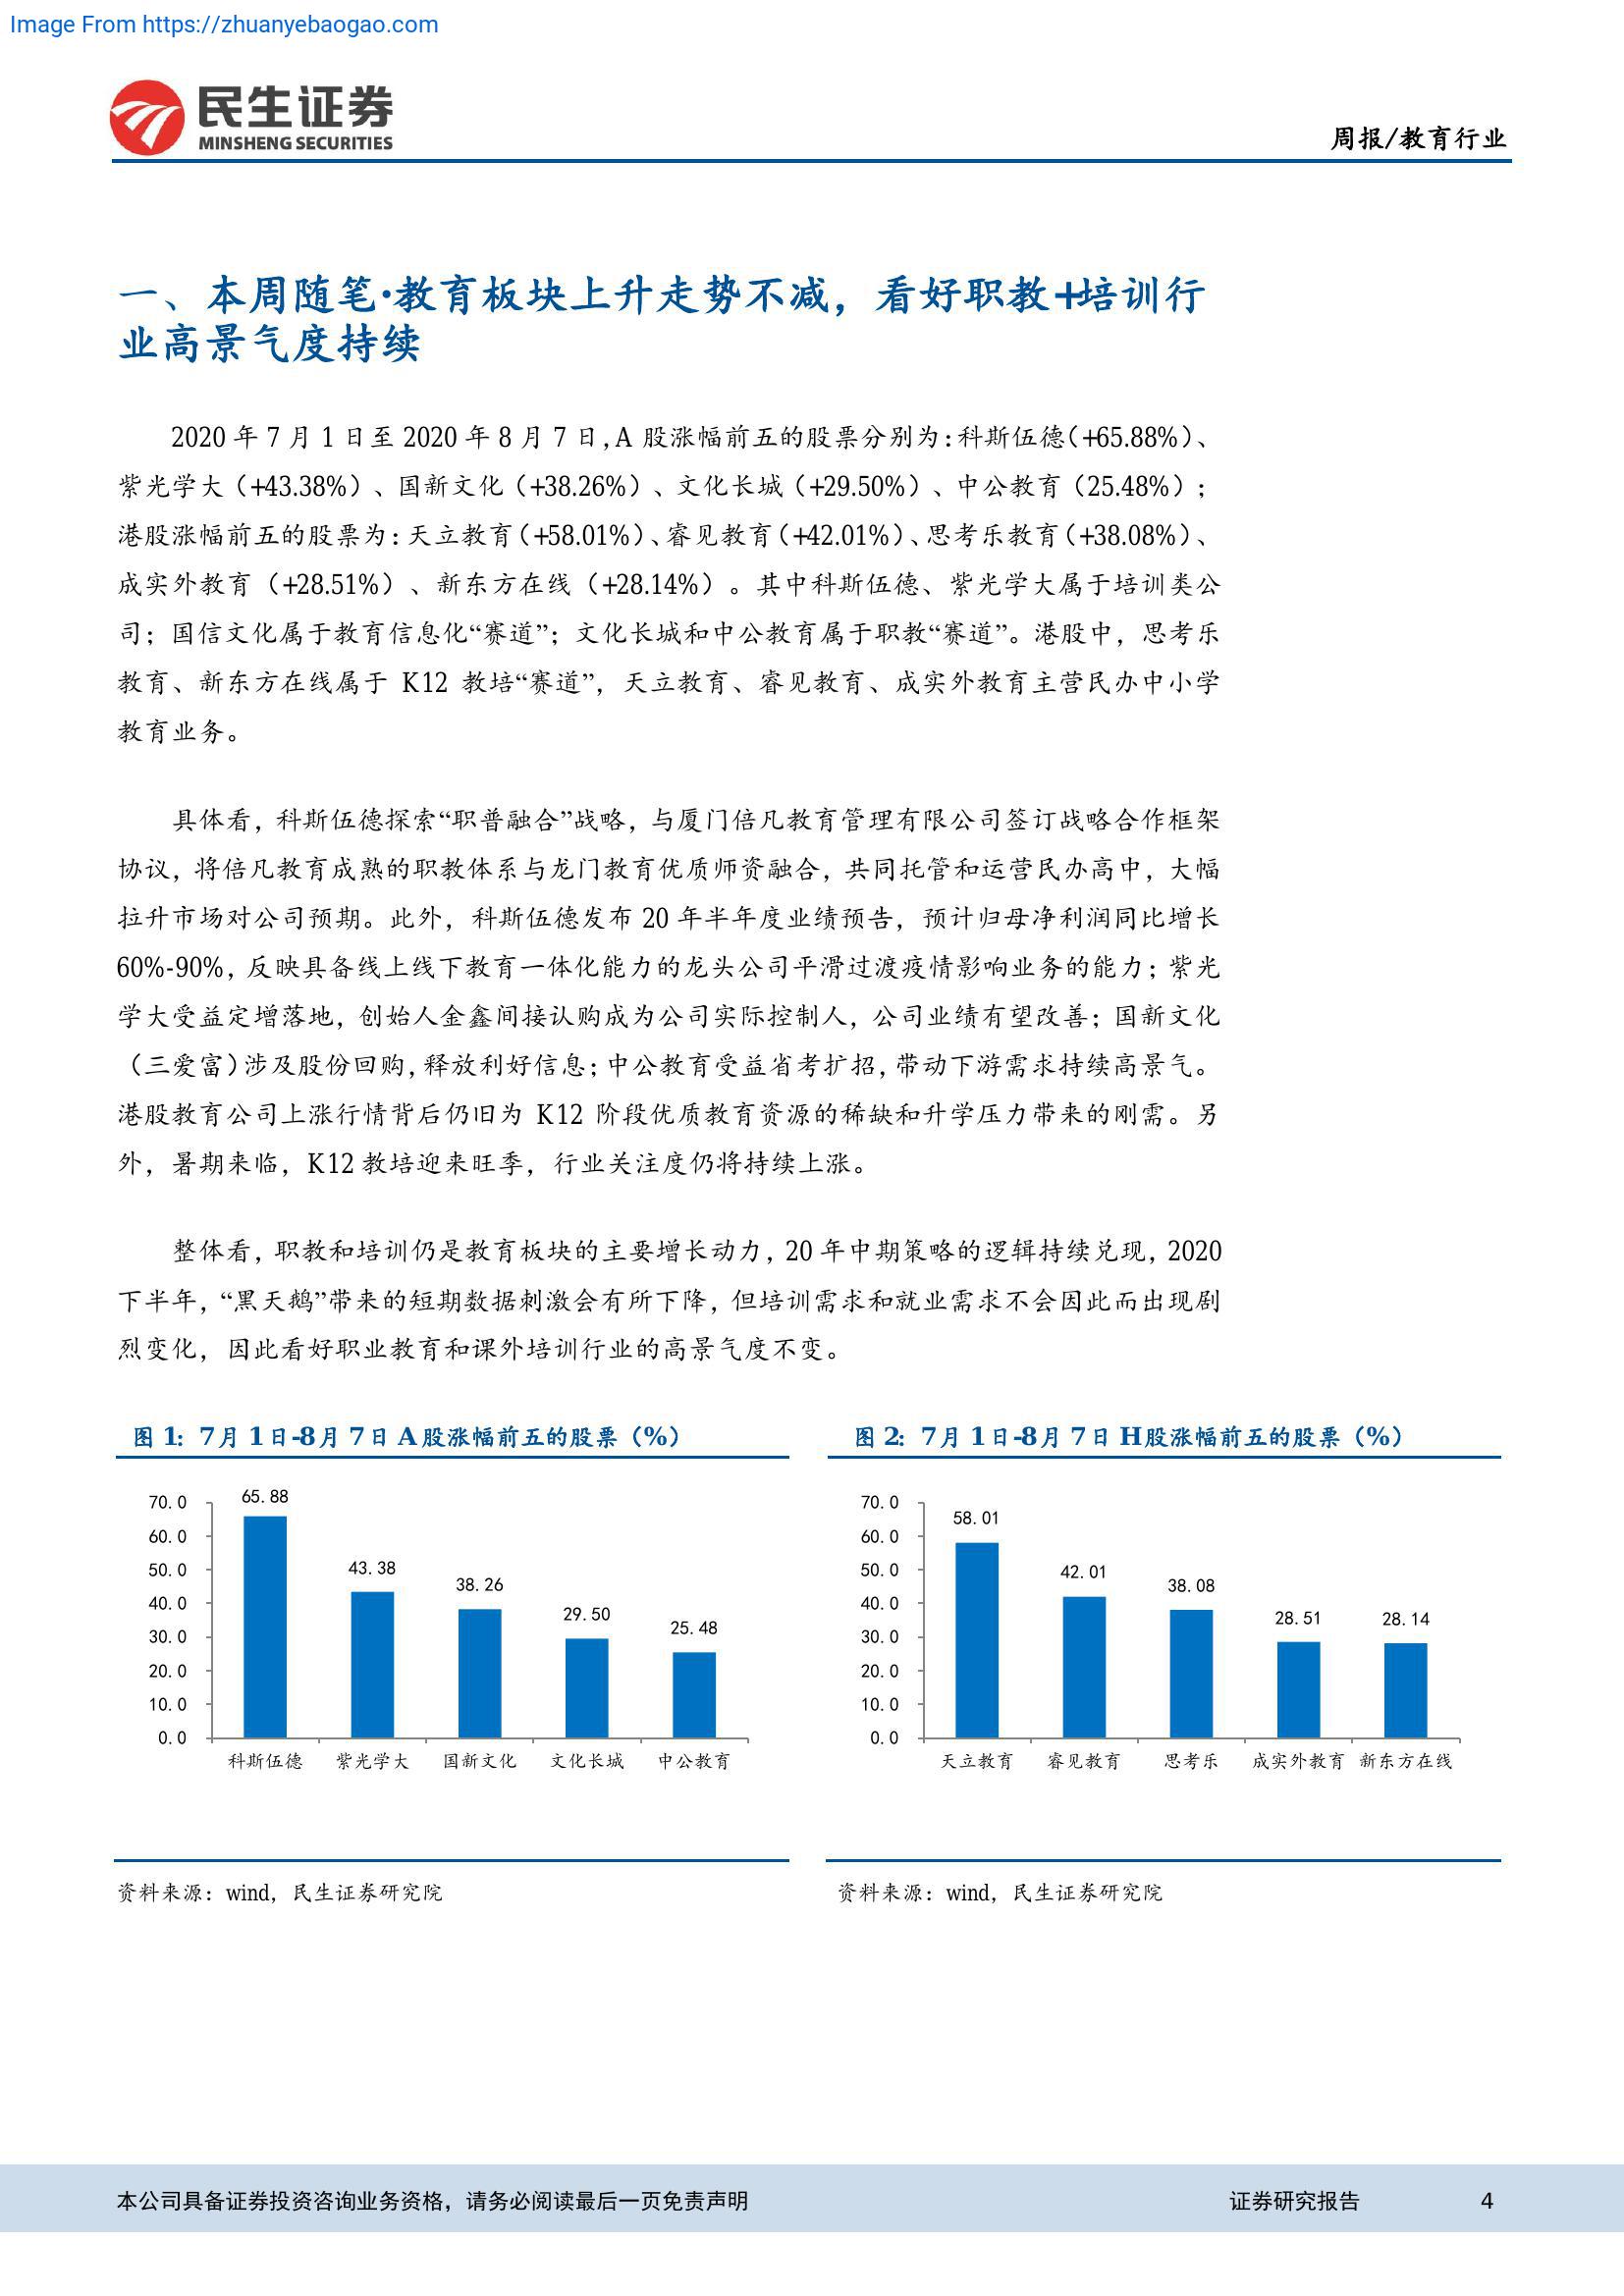 Image From https://zhuanyebaogao.com
民生证券
MINSHENG SECURITIES
周报/教育行业
一、本周随笔·教育板块上升走势不减，看好职教+培训行
业高景气度持续
2020 年 7 月 1 日至 2020 年 8 月 7 日,A 股涨幅前五的股票分别为:科斯伍德(+65.88%)、
紫光学大（+43.38%）、国新文化（+38.26%）、文化长城（+29.50%）、中公教育（25.48%）；
港股涨幅前五的股票为：天立教育（+58.01%）、睿见教育（+42.01%）、思考乐教育（+38.08%）、
成实外教育（+28.51%）、新东方在线（+28.14%）。其中科斯伍德、紫光学大属于培训类公
司；国信文化属于教育信息化“赛道”；文化长城和中公教育属于职教“赛道”。港股中，思考乐
教育、新东方在线属于 K12 教培“赛道”，天立教育、睿见教育、成实外教育主营民办中小学
教育业务。
具体看，科斯伍德探索“职普融合”战略，与厦门倍凡教育管理有限公司签订战略合作框架
协议，将倍凡教育成熟的职教体系与龙门教育优质师资融合，共同托管和运营民办高中，大幅
拉升市场对公司预期。此外，科斯伍德发布 20 年半年度业绩预告，预计归母净利润同比增长
60%-90%，反映具备线上线下教育一体化能力的龙头公司平滑过渡疫情影响业务的能力；紫光
学大受益定增落地，创始人金鑫间接认购成为公司实际控制人，公司业绩有望改善；国新文化
（三爱富）涉及股份回购，释放利好信息；中公教育受益省考扩招，带动下游需求持续高景气。
港股教育公司上涨行情背后仍旧为 K12 阶段优质教育资源的稀缺和升学压力带来的刚需。另
外，暑期来临，K12 教培迎来旺季，行业关注度仍将持续上涨。
整体看，职教和培训仍是教育板块的主要增长动力，20 年中期策略的逻辑持续兑现，2020
下半年，“黑天鹅”带来的短期数据刺激会有所下降，但培训需求和就业需求不会因此而出现剧
烈变化，因此看好职业教育和课外培训行业的高景气度不变。
图 1：7月 1日-8月 7日 A股涨幅前五的股票（%）
70.0
60.0
50.0
40.0
30.0
20.0
10.0
0.0
65.88
43.38
38.26
29.50
25.48
科斯伍德 紫光学大 国新文化 文化长城 中公教育
资料来源：wind，民生证券研究院
图 2：7月 1日-8月 7日 H股涨幅前五的股票（%）
70.0
60.0
50.0
40.0
30.0
20.0
10.0
0.0
58.01
42.01
38.08
28.51
28.14
天立教育 睿见教育 思考乐 成实外教育 新东方在线
资料来源：wind，民生证券研究院
本公司具备证券投资咨询业务资格，请务必阅读最后一页免责声明 证券研究报告 4